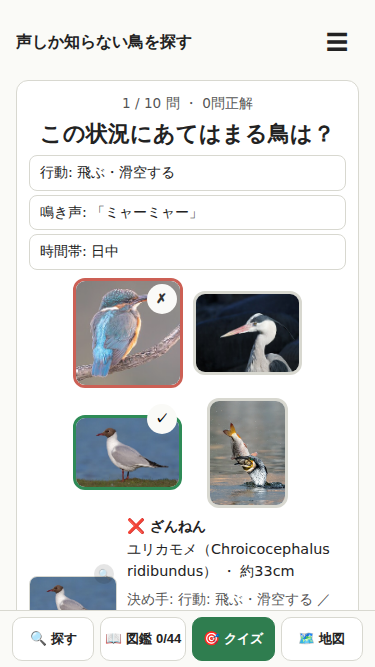 声しか知らない鳥を探す
1 / 10 問 ・ 0問正解
この状況にあてはまる鳥は？
行動: 飛ぶ・滑空する
鳴き声: 「ミャーミャー」
時間帯: 日中
✗
✓
❌ ざんねん
ユリカモメ（Chroicocephalus
ridibundus） ・ 約33cm
決め手: 行動: 飛ぶ・滑空する ／
🔍 探す
📖 図鑑 0/44
🎯 クイズ
🗺️ 地図